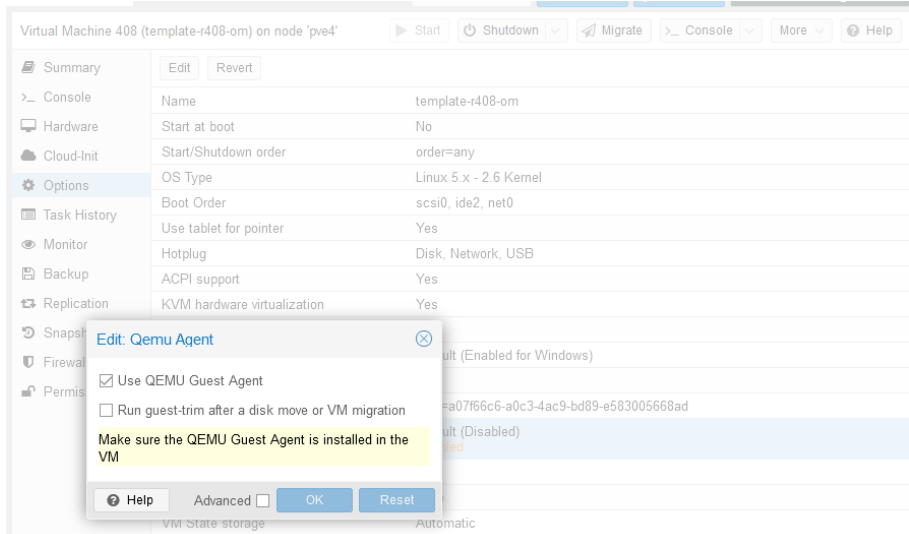 Virtual Machine 408 (template-r408-om) on node 'pve4' Start Shutdown Migrate >_ Console More Help
Summary
>_ Console
Hardware
Cloud-Init
Options
Task History
Monitor
Backup
Replication
Snapsh
Firewal
Permis
Edit Revert
Name template-r408-om
Start at boot No
Start/Shutdown order order=any
OS Type Linux 5.x - 2.6 Kernel
Boot Order scsi0, ide2, net0
Use tablet for pointer Yes
Hotplug Disk, Network, USB
ACPI support Yes
KVM hardware virtualization Yes
ult (Enabled for Windows)
=a07f66c6-a0c3-4ac9-bd89-e583005668ad
ult (Disabled)
VM State storage Automatic
Edit: Qemu Agent
Use QEMU Guest Agent
Run guest-trim after a disk move or VM migration
Make sure the QEMU Guest Agent is installed in the
VM
Help Advanced OK Reset